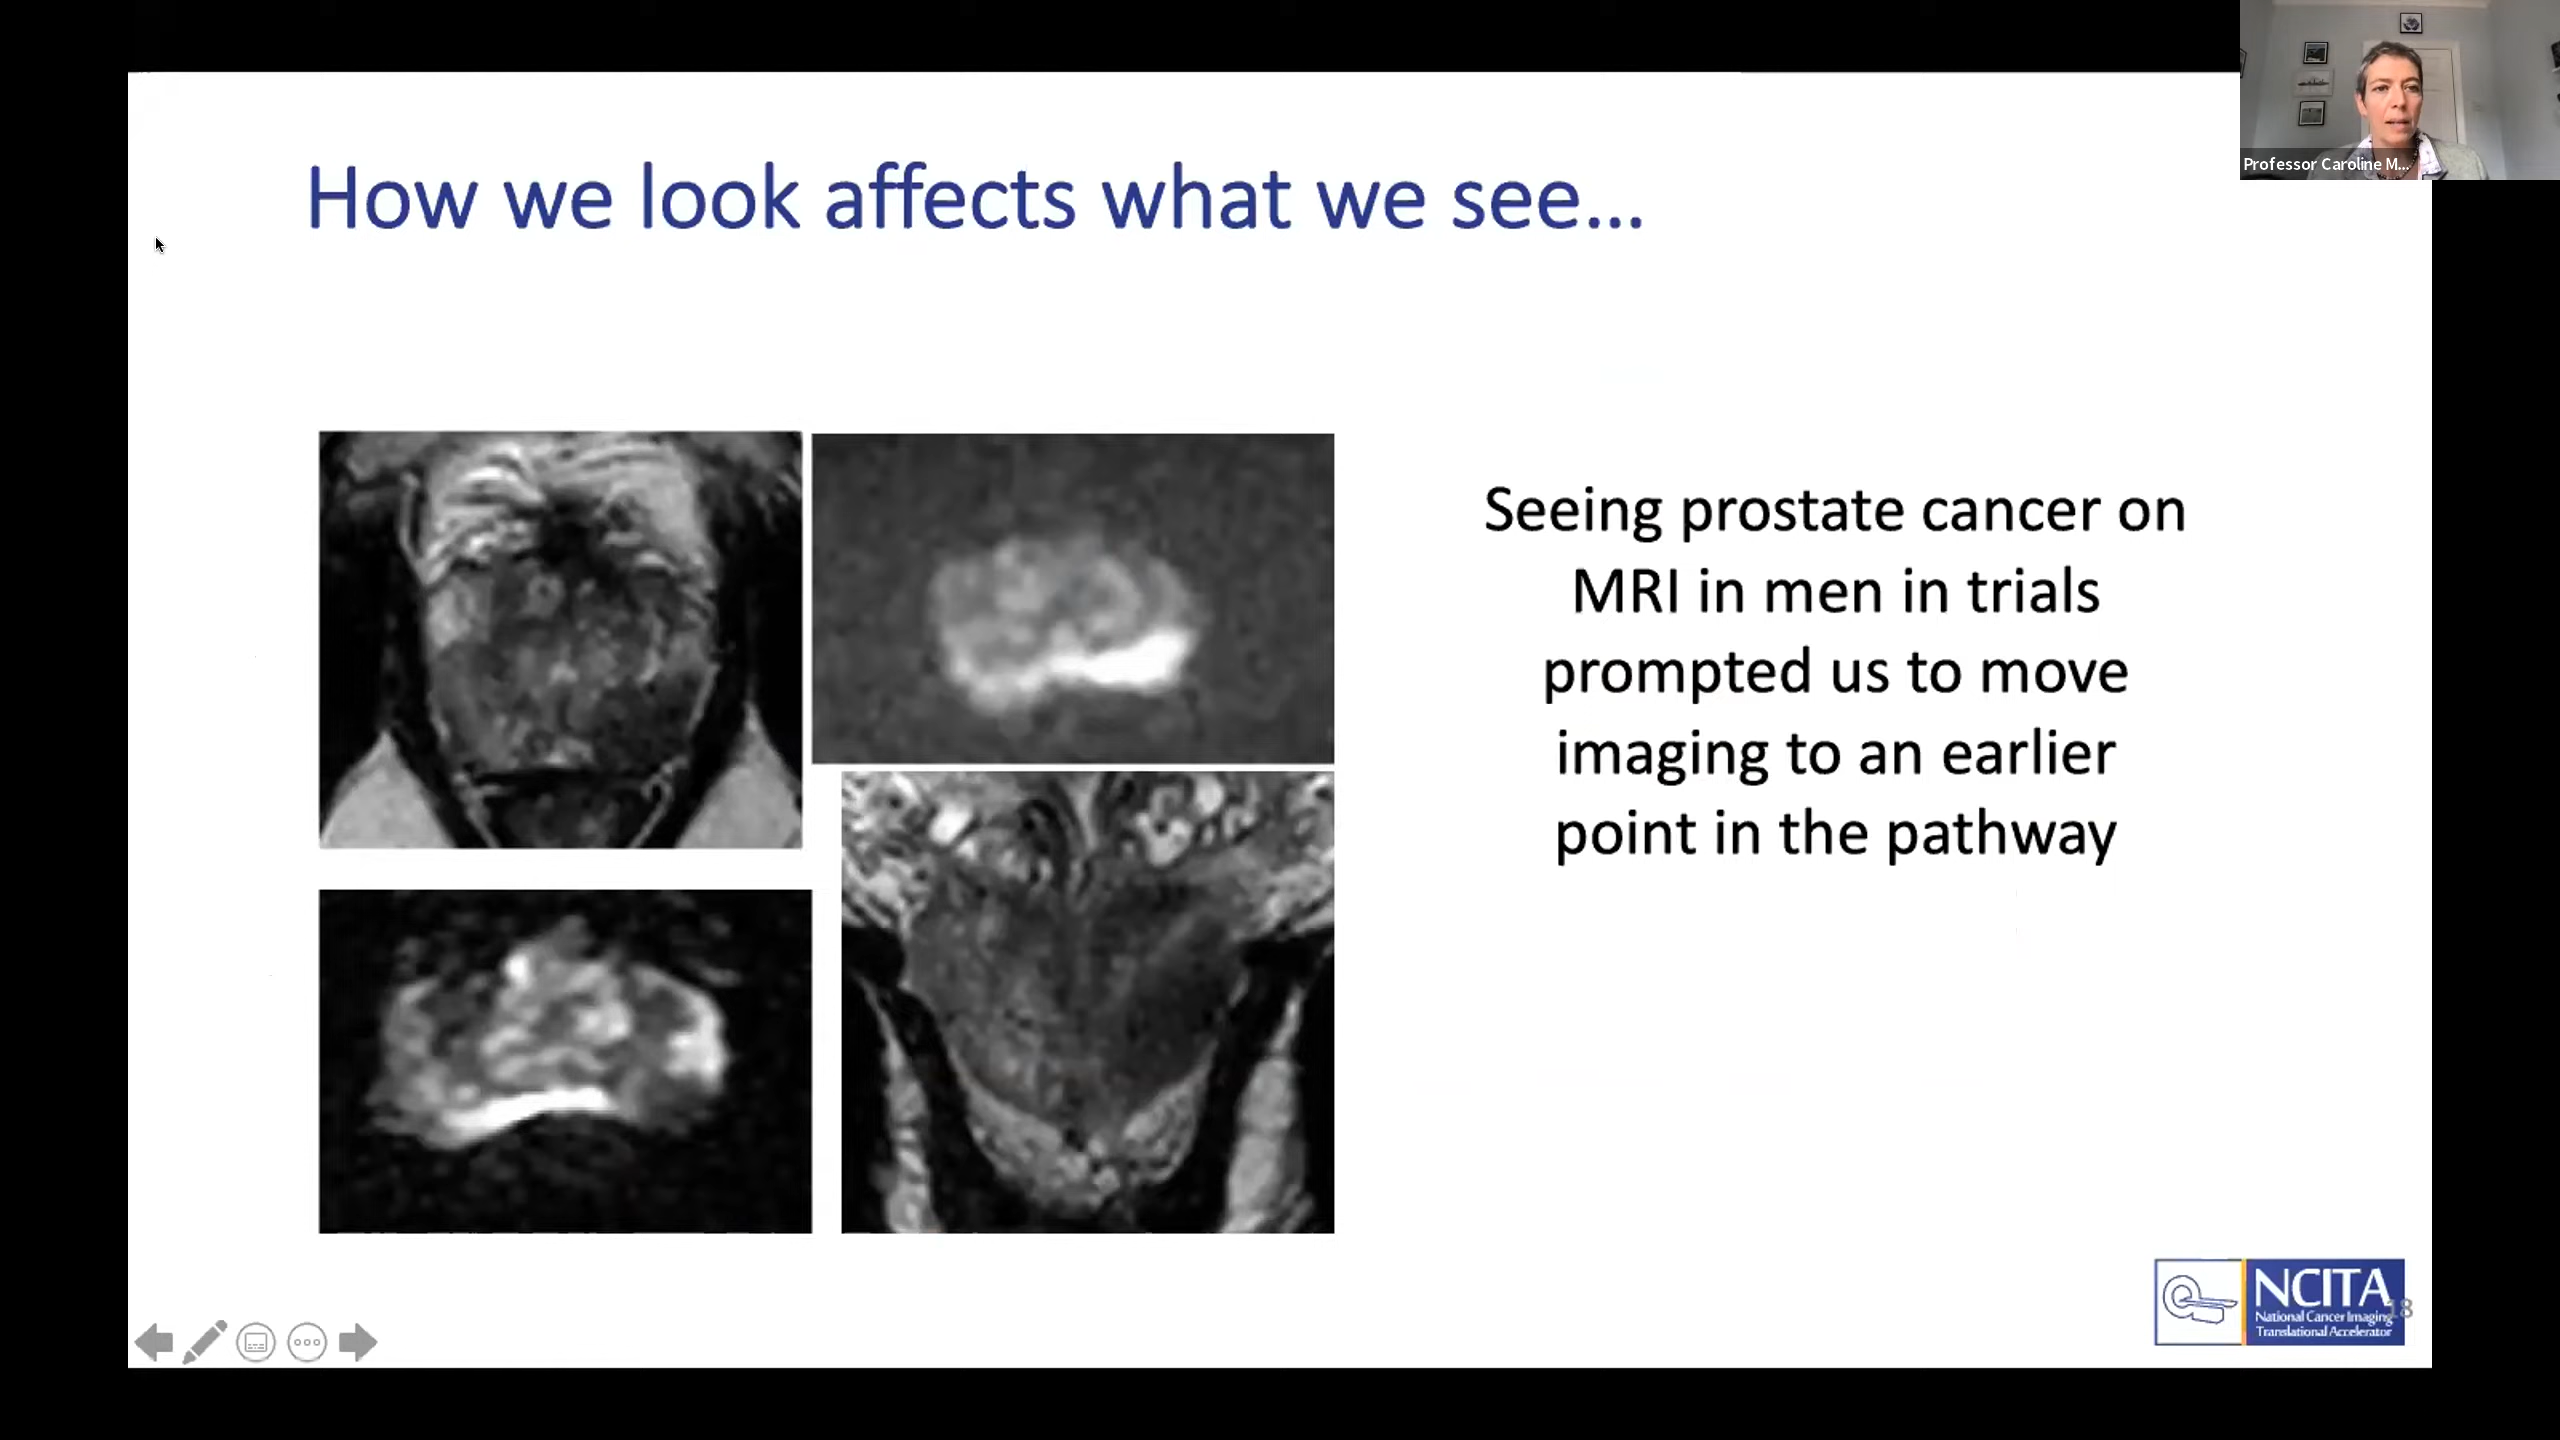 Professor Caroline M...
How we look affects what we see...
Seeing prostate cancer on
MRI in men in trials
prompted us to move
imaging to an earlier
point in the pathway
NCITA
National Cancer Imaging
Translational Accelerator
18